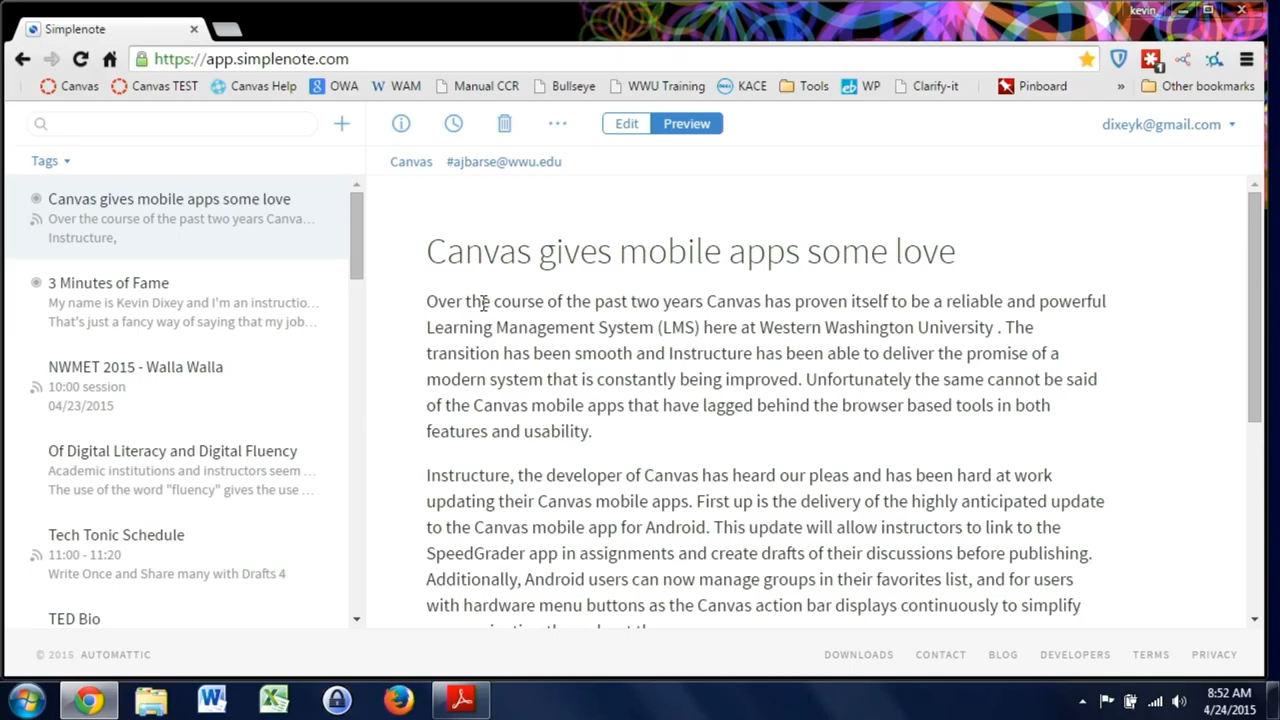 kevin
Simplenote
https://app.simplenote.com
Canvas
Canvas TEST
Canvas Help
OWA
WAM
Manual CCR
Bullseye
WWU Training
KACE
Tools
WP
Clarify-it
Pinboard
»
Other bookmarks
Edit
Preview
dixeyk@gmail.com
Tags
Canvas
#ajbarse@wwu.edu
Canvas gives mobile apps some love
Over the course of the past two years Canva...
Instructure,
3 Minutes of Fame
My name is Kevin Dixey and I'm an instructio...
That's just a fancy way of saying that my job...
NWMET 2015 - Walla Walla
10:00 session
04/23/2015
Of Digital Literacy and Digital Fluency
Academic institutions and instructors seem ...
The use of the word "fluency" gives the use ...
Tech Tonic Schedule
11:00 - 11:20
Write Once and Share many with Drafts 4
TED Bio
Canvas gives mobile apps some love
Over the course of the past two years Canvas has proven itself to be a reliable and powerful
Learning Management System (LMS) here at Western Washington University . The
transition has been smooth and Instructure has been able to deliver the promise of a
modern system that is constantly being improved. Unfortunately the same cannot be said
of the Canvas mobile apps that have lagged behind the browser based tools in both
features and usability.
Instructure, the developer of Canvas has heard our pleas and has been hard at work
updating their Canvas mobile apps. First up is the delivery of the highly anticipated update
to the Canvas mobile app for Android. This update will allow instructors to link to the
SpeedGrader app in assignments and create drafts of their discussions before publishing.
Additionally, Android users can now manage groups in their favorites list, and for users
with hardware menu buttons as the Canvas action bar displays continuously to simplify
© 2015 AUTOMATTIC
DOWNLOADS
CONTACT
BLOG
DEVELOPERS
TERMS
PRIVACY
8:52 AM
4/24/2015